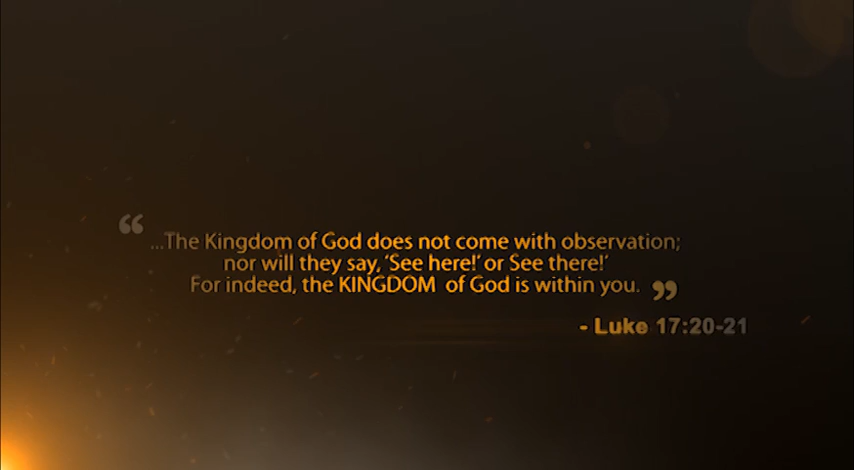 “ ...The Kingdom of God does not come with observation;
nor will they say, ‘See here!’ or See there!’
For indeed, the KINGDOM of God is within you. ”
- Luke 17:20-21